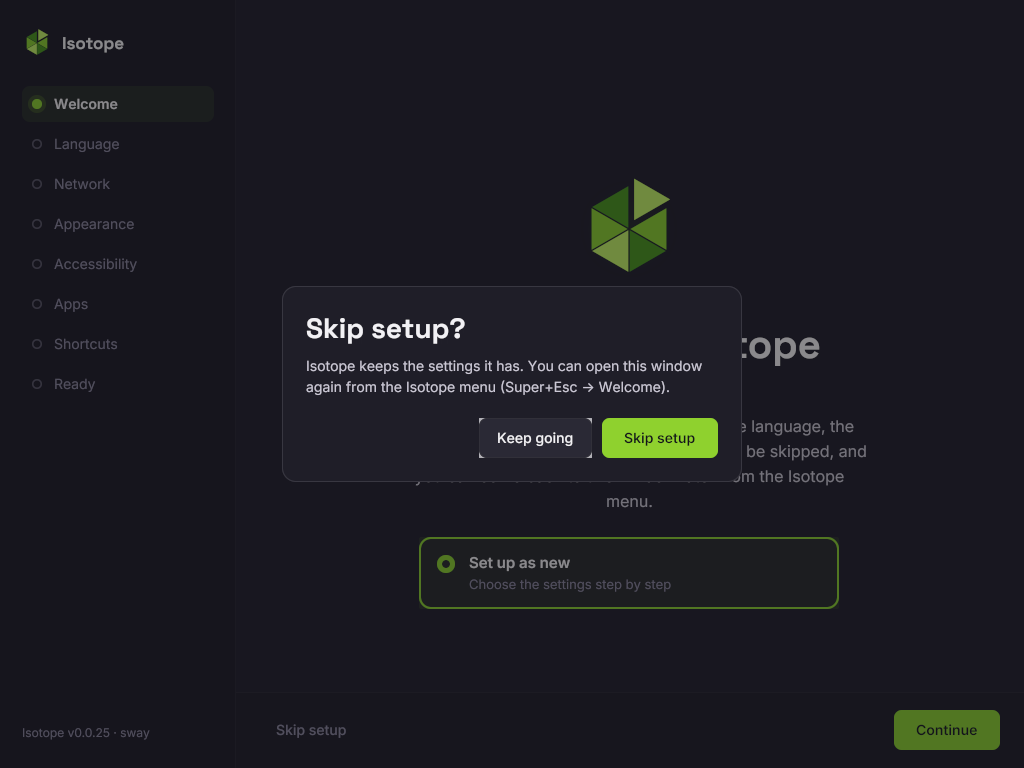 Isotope
Welcome
Language
Network
Appearance
Accessibility
Apps
Shortcuts
Ready
tope
Skip setup?
Isotope keeps the settings it has. You can open this window
again from the Isotope menu (Super+Esc → Welcome).
Keep going
Skip setup
language, the
be skipped, and
the Isotope
menu.
Set up as new
Choose the settings step by step
Isotope v0.0.25 · sway
Skip setup
Continue